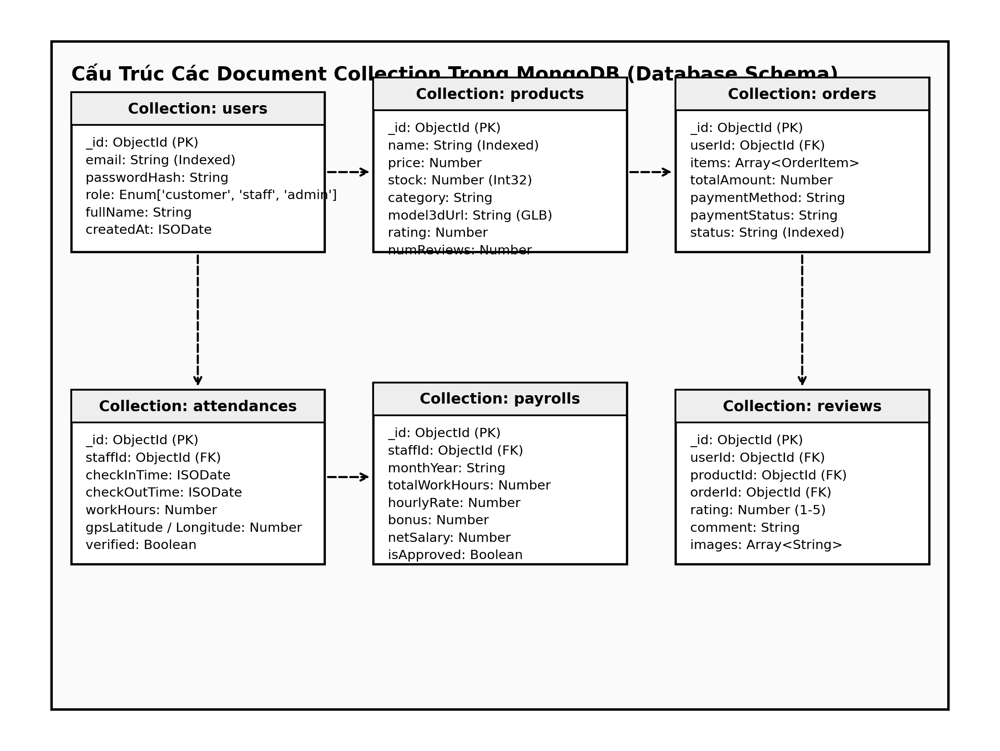 Cấu Trúc Các Document Collection Trong MongoDB (Database Schema)
Collection: users
_id: ObjectId (PK)
email: String (Indexed)
passwordHash: String
role: Enum['customer', 'staff', 'admin']
fullName: String
createdAt: ISODate
Collection: products
_id: ObjectId (PK)
name: String (Indexed)
price: Number
stock: Number (Int32)
category: String
model3dUrl: String (GLB)
rating: Number
numReviews: Number
Collection: orders
_id: ObjectId (PK)
userId: ObjectId (FK)
items: Array<OrderItem>
totalAmount: Number
paymentMethod: String
paymentStatus: String
status: String (Indexed)
Collection: attendances
_id: ObjectId (PK)
staffId: ObjectId (FK)
checkInTime: ISODate
checkOutTime: ISODate
workHours: Number
gpsLatitude / Longitude: Number
verified: Boolean
Collection: payrolls
_id: ObjectId (PK)
staffId: ObjectId (FK)
monthYear: String
totalWorkHours: Number
hourlyRate: Number
bonus: Number
netSalary: Number
isApproved: Boolean
Collection: reviews
_id: ObjectId (PK)
userId: ObjectId (FK)
productId: ObjectId (FK)
orderId: ObjectId (FK)
rating: Number (1-5)
comment: String
images: Array<String>